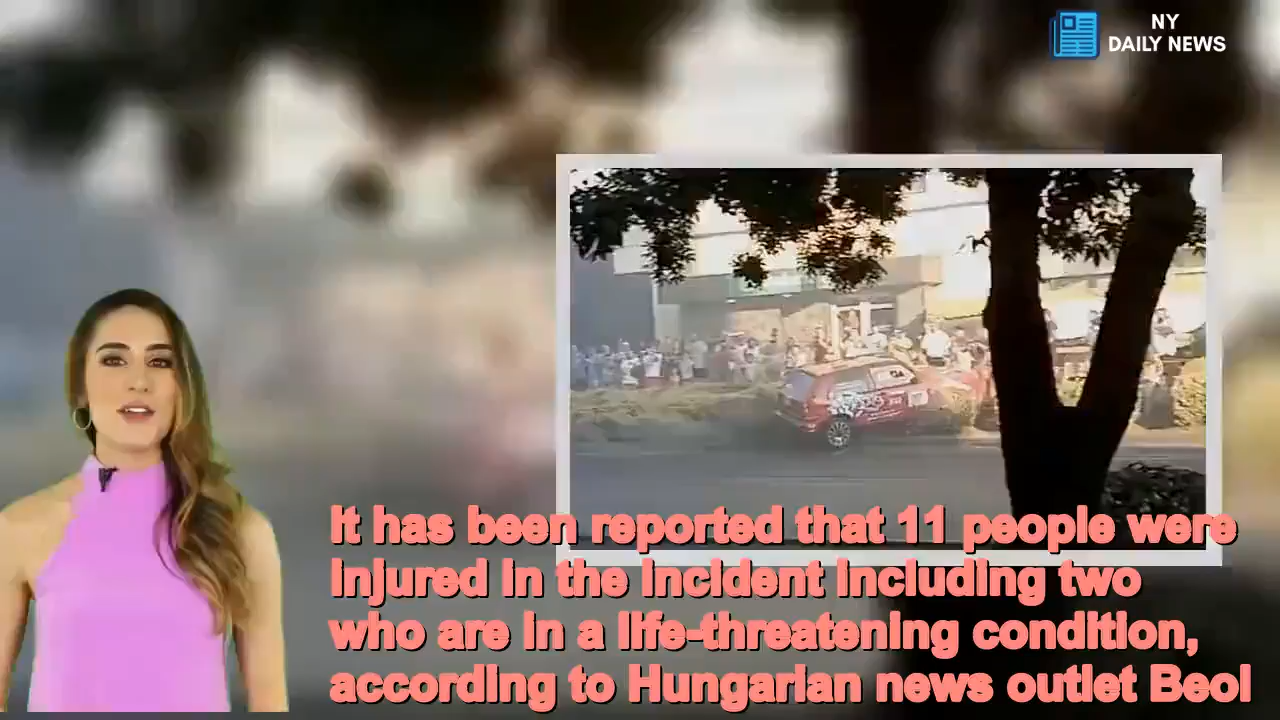 NY
DAILY NEWS
It has been reported that 11 people were
injured in the incident including two
who are in a life-threatening condition,
according to Hungarian news outlet Beol